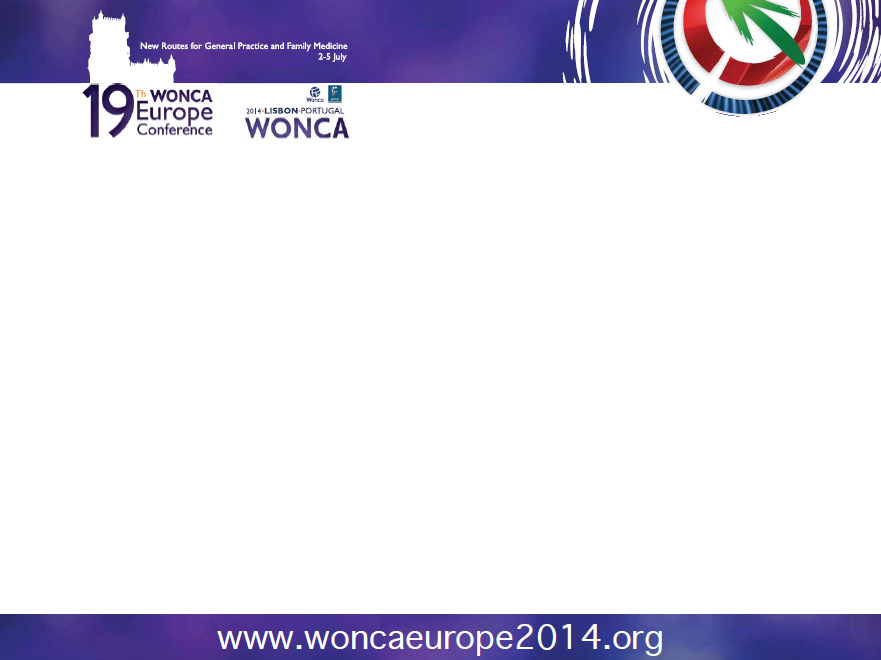 New Routes for General Practice and Family Medicine
2-5 July
19Th WONCA
Europe
Conference
Wonca
2014-LISBON-PORTUGAL
WONCA
www.woncaeurope2014.org